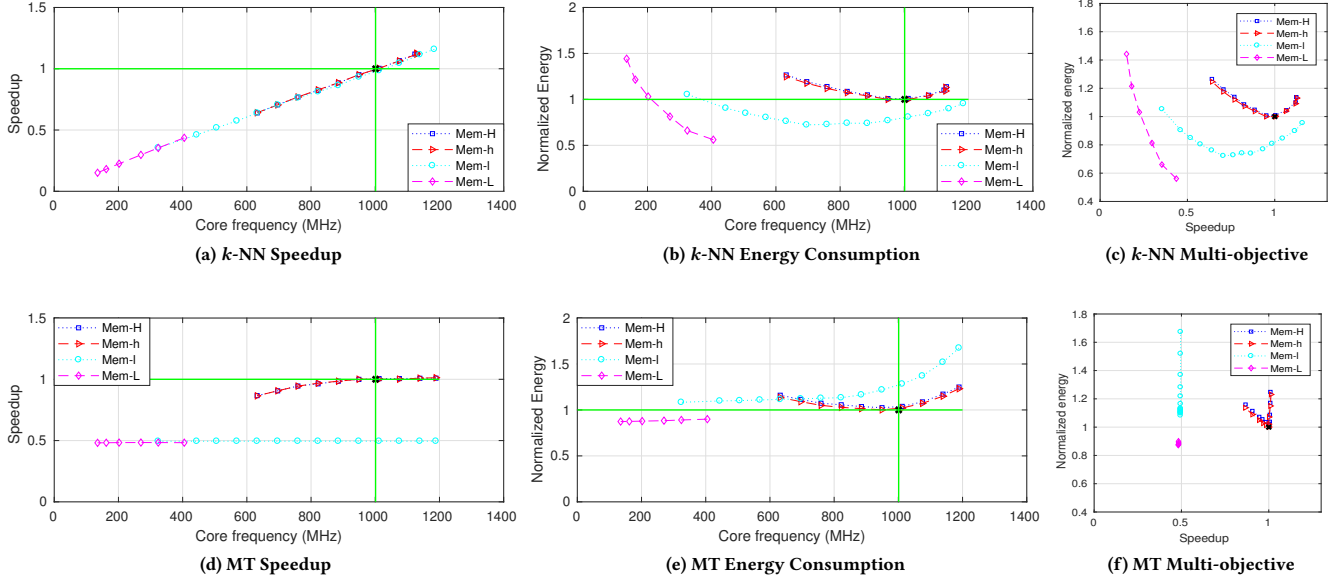 Speedup
1.5
1
0.5
0
0 200 400 600 800 1000 1200 1400
Core frequency (MHz)
Mem-H
Mem-h
Mem-l
Mem-L
(a) k-NN Speedup
Normalized Energy
2
1.5
1
0.5
0
0 200 400 600 800 1000 1200 1400
Core frequency (MHz)
Mem-H
Mem-h
Mem-l
Mem-L
(b) k-NN Energy Consumption
Normalized energy
1.8
1.6
1.4
1.2
1
0.8
0.6
0.4
0 0.5 1
Speedup
Mem-H
Mem-h
Mem-l
Mem-L
(c) k-NN Multi-objective
Speedup
1.5
1
0.5
0
0 200 400 600 800 1000 1200 1400
Core frequency (MHz)
Mem-H
Mem-h
Mem-l
Mem-L
(d) MT Speedup
Normalized Energy
2
1.5
1
0.5
0
0 200 400 600 800 1000 1200 1400
Core frequency (MHz)
Mem-H
Mem-h
Mem-l
Mem-L
(e) MT Energy Consumption
Normalized energy
1.8
1.6
1.4
1.2
1
0.8
0.6
0.4
0 0.5 1
Speedup
Mem-H
Mem-h
Mem-l
Mem-L
(f) MT Multi-objective